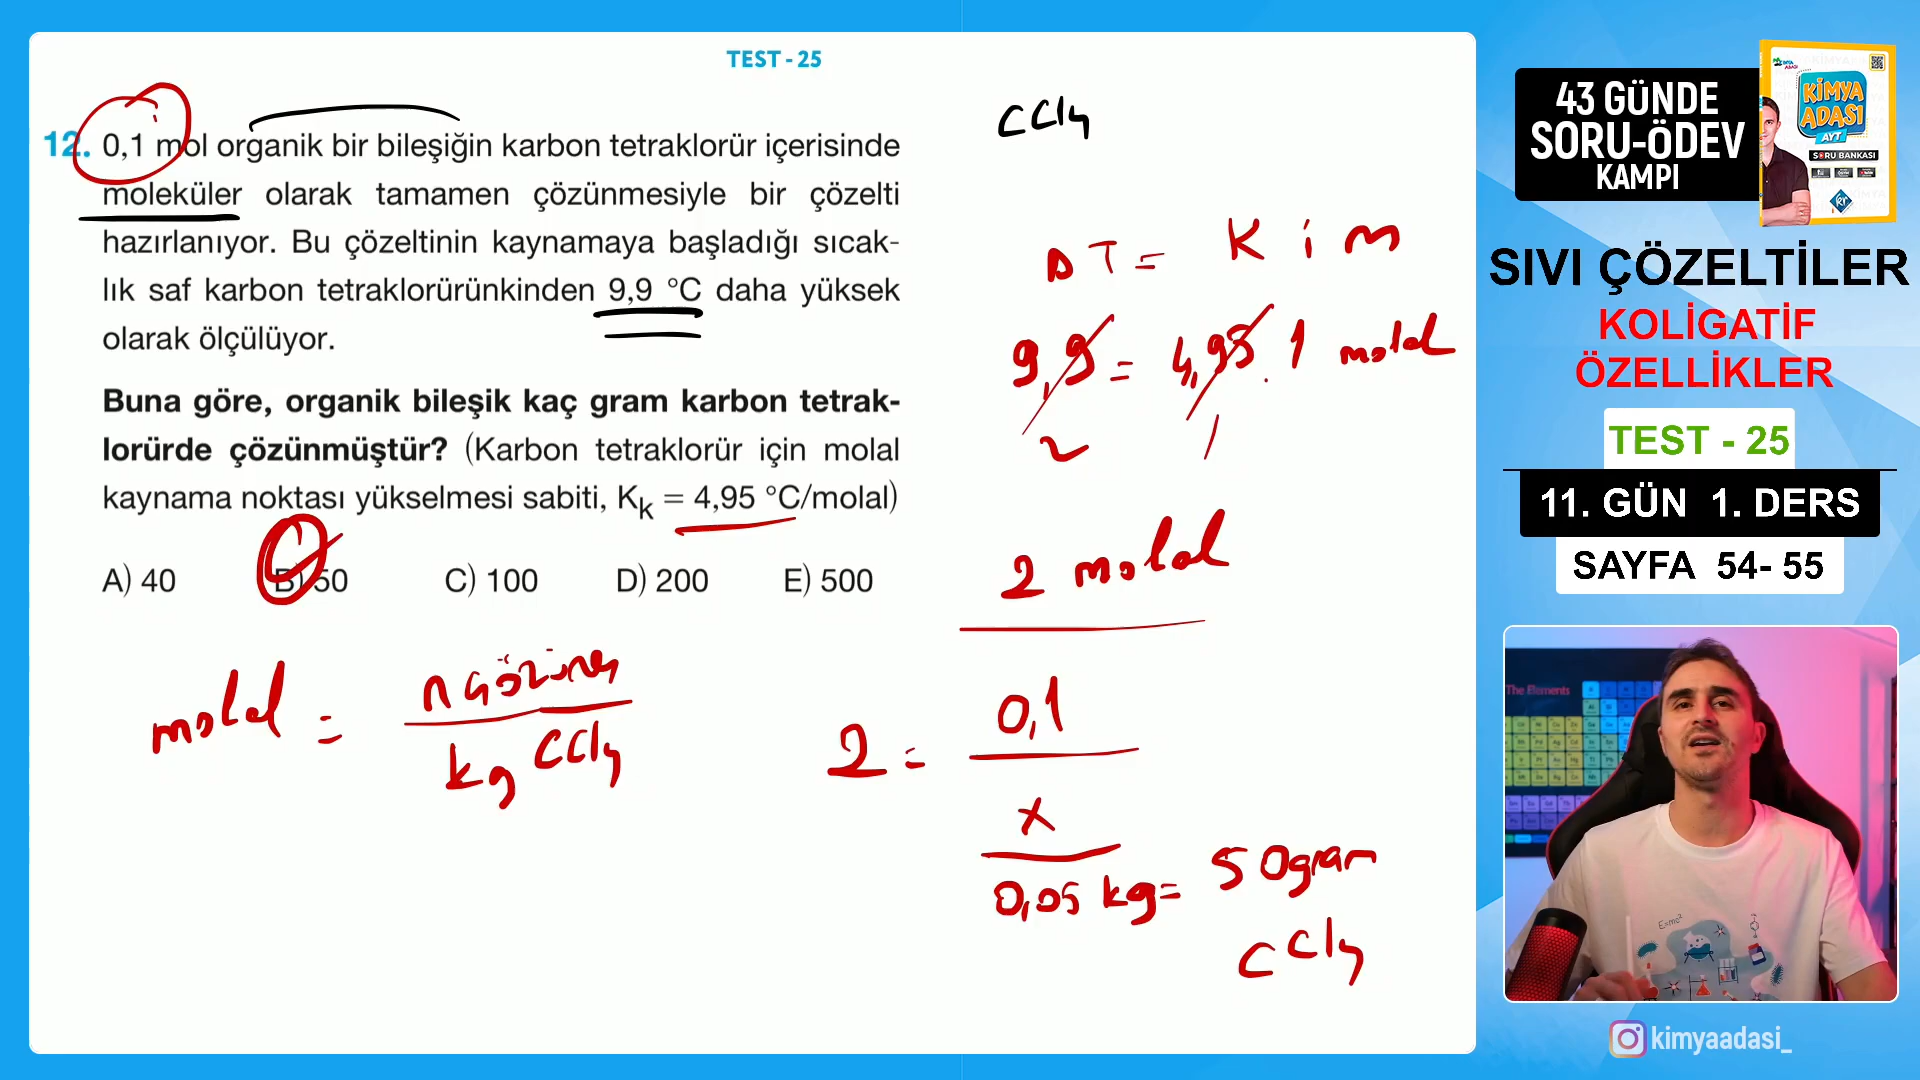 TEST - 25
12. 0,1 mol organik bir bileşiğin karbon tetraklorür içerisinde
moleküler olarak tamamen çözünmesiyle bir çözelti
hazırlanıyor. Bu çözeltinin kaynamaya başladığı sıcak-
lık saf karbon tetraklorürünkinden 9,9 °C daha yüksek
olarak ölçülüyor.
Buna göre, organik bileşik kaç gram karbon tetrak-
lorürde çözünmüştür? (Karbon tetraklorür için molal
kaynama noktası yükselmesi sabiti, Kk = 4,95 °C/molal)
A) 40 B) 50 C) 100 D) 200 E) 500
molal = n çözünen
kg CCl4
CCl4
ΔT = K i m
9,9 = 4,95 . 1 molal
2 1
2 molal
2 = 0,1
x
0,05 kg = 50 gram
CCl4
43 GÜNDE
SORU-ÖDEV
KAMPI
KİMYA
ADASI
AYT
SORU BANKASI
kr
SIVI ÇÖZELTİLER
KOLİGATİF
ÖZELLİKLER
TEST - 25
11. GÜN 1. DERS
SAYFA 54- 55
The Elements
E=mc²
kimyaadasi_